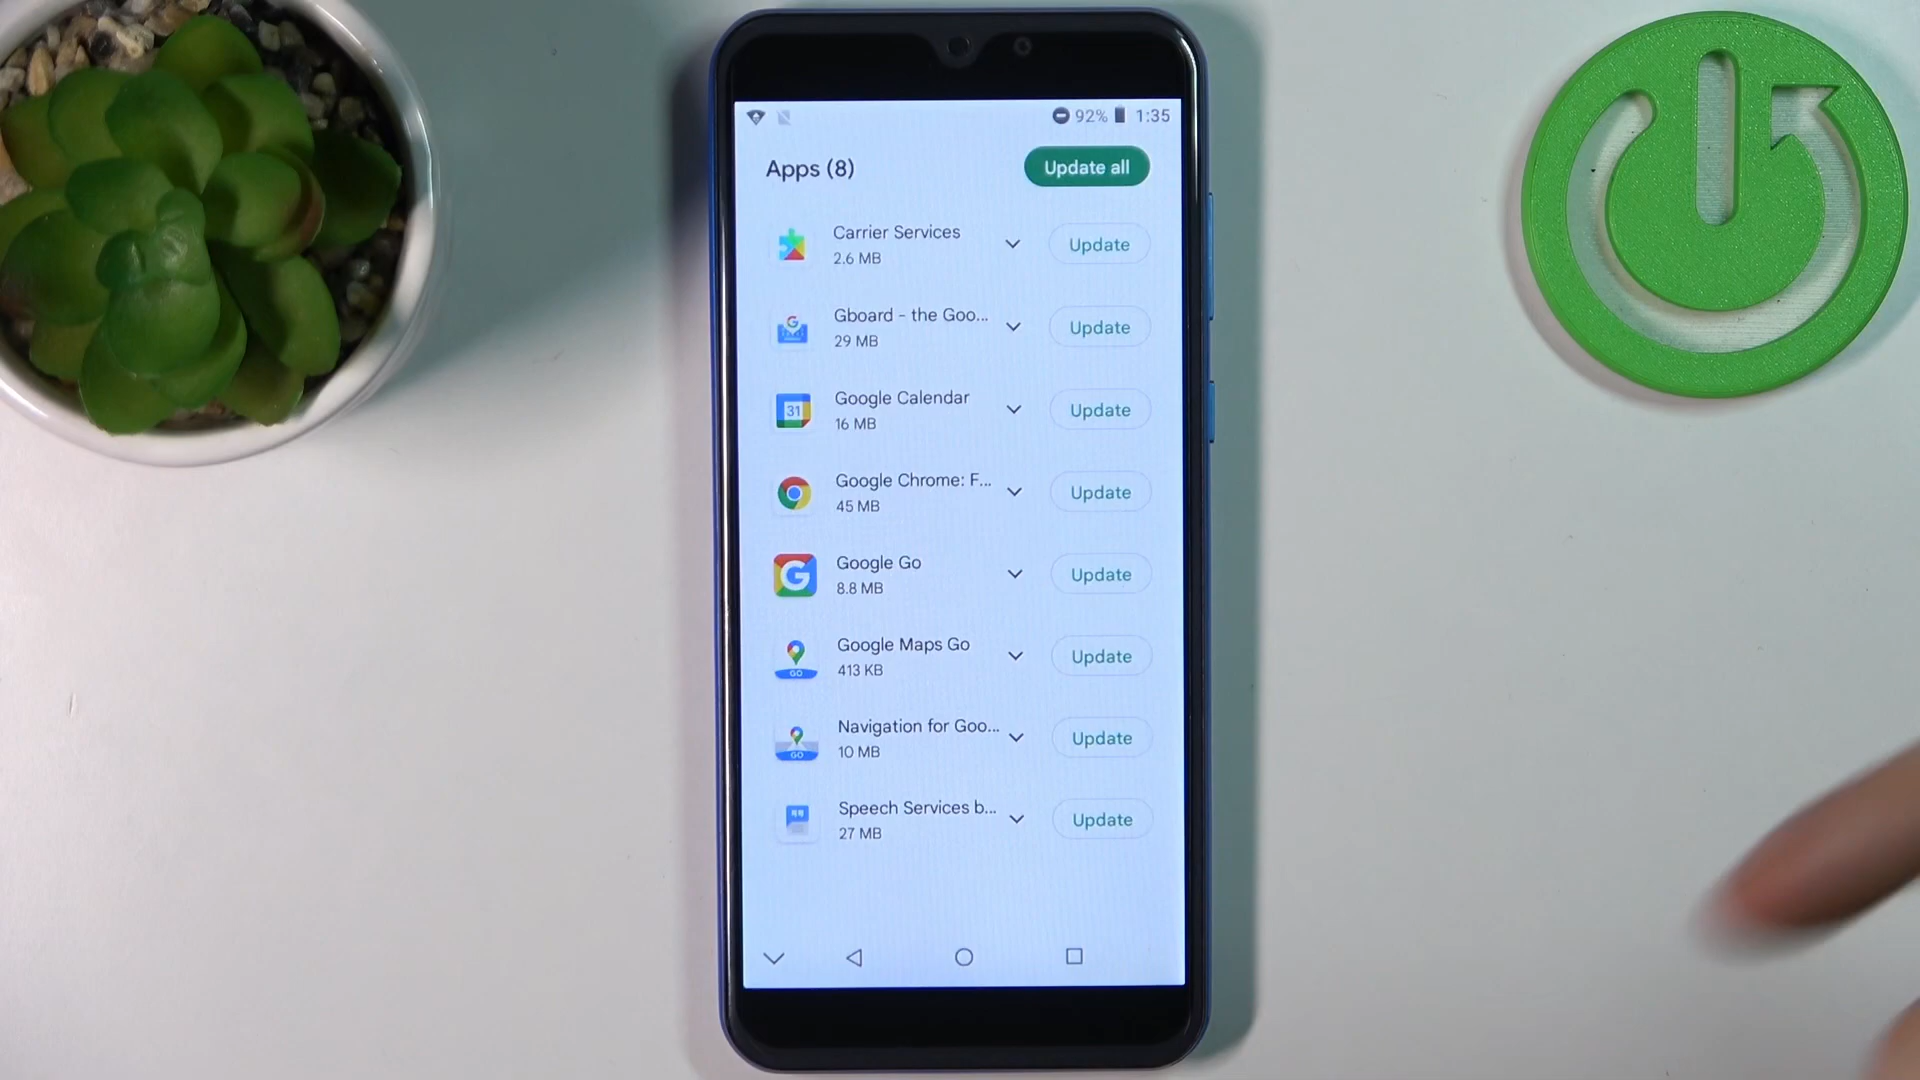 92% 1:35
Apps (8)
Update all
Carrier Services
2.6 MB
Update
Gboard - the Goo...
29 MB
Update
31
Google Calendar
16 MB
Update
Google Chrome: F...
45 MB
Update
Google Go
8.8 MB
Update
GO
Google Maps Go
413 KB
Update
GO
Navigation for Goo...
10 MB
Update
Speech Services b...
27 MB
Update